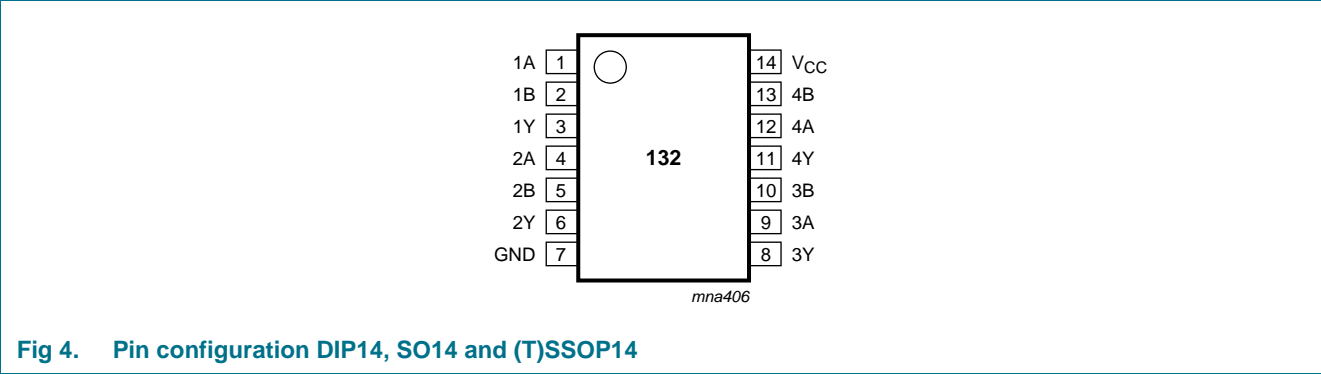 1A 1 14 VCC
1B 2 13 4B
1Y 3 12 4A
2A 4 132 11 4Y
2B 5 10 3B
2Y 6 9 3A
GND 7 8 3Y
mna406
Fig 4. Pin configuration DIP14, SO14 and (T)SSOP14